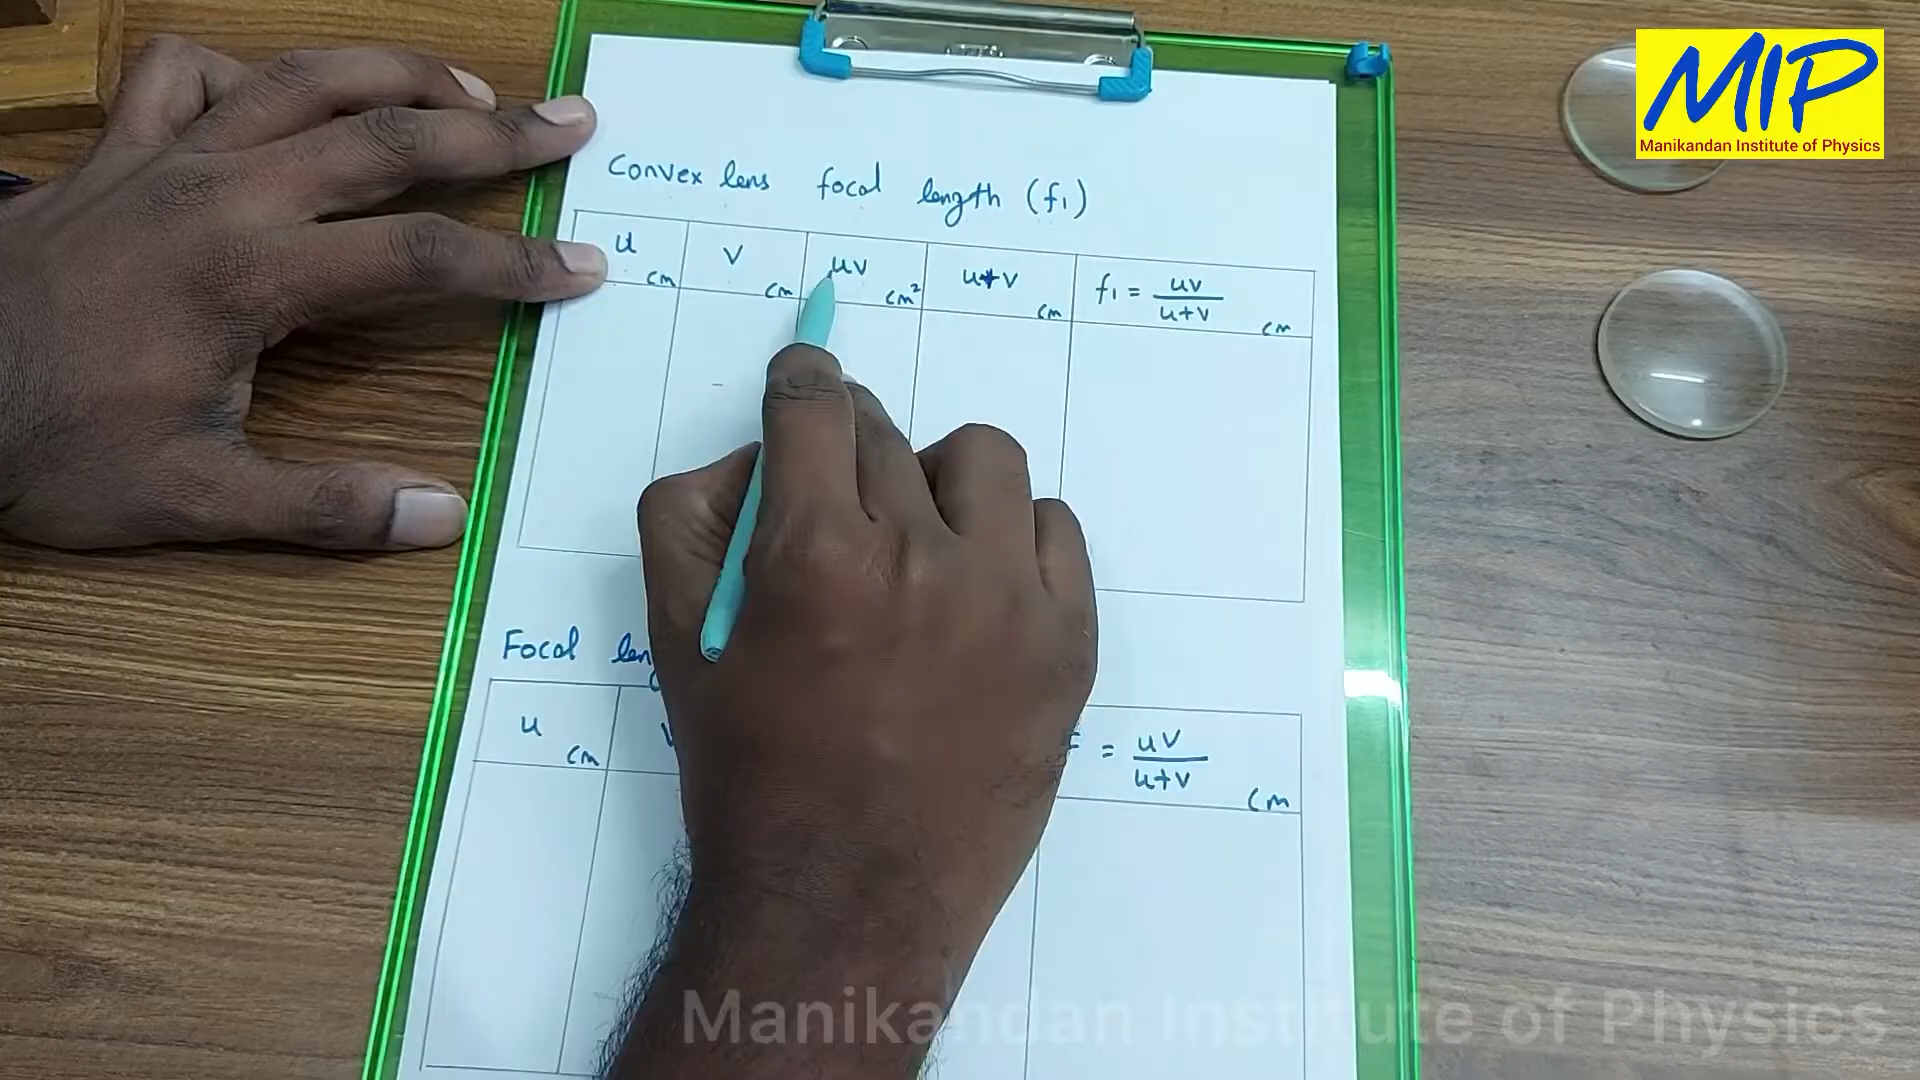 MIP
Manikandan Institute of Physics
Convex lens focal length (f₁)
u cm v cm uv cm² u+v cm f₁ = uv/u+v cm
Focal
u cm = uv/u+v cm
Manikandan Institute of Physics